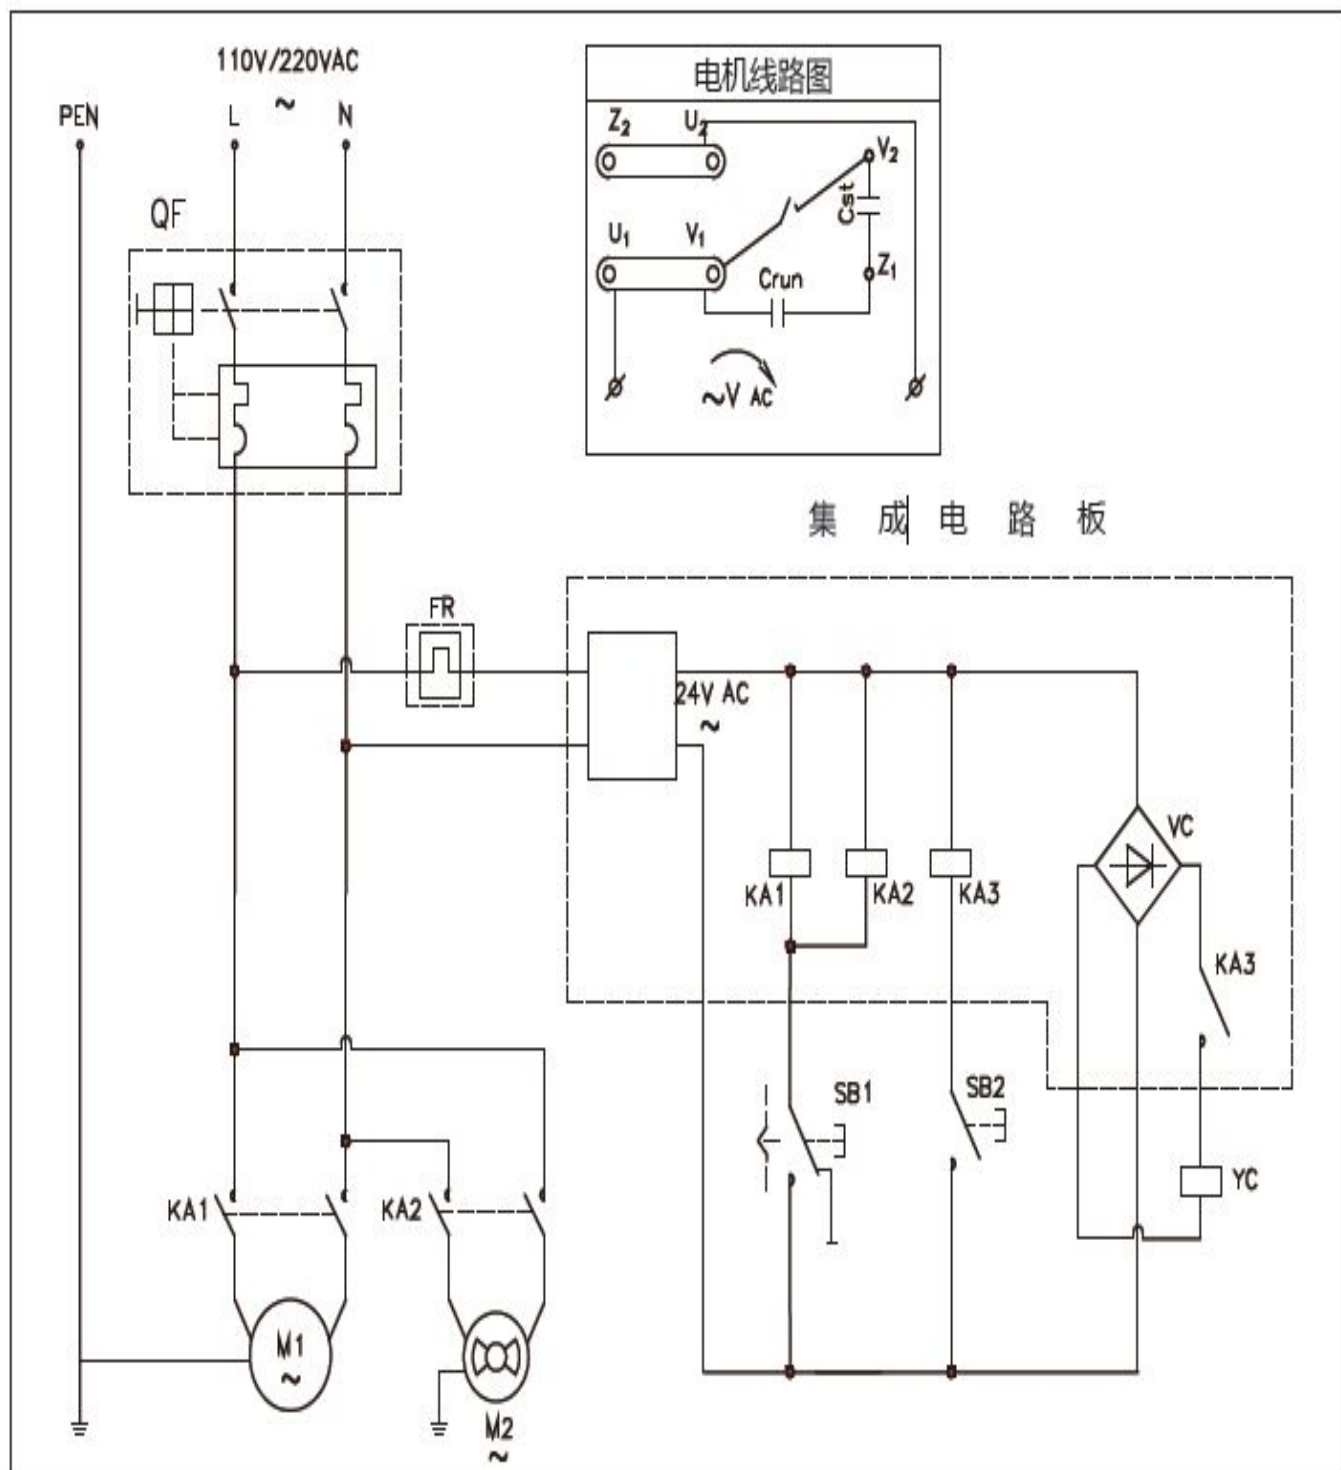 110V/220VAC
~
PEN
L
N
QF
电机线路图
Z2
U2
V2
Cst
U1
V1
Z1
Crun
~V AC
集成电路板
FR
24V AC
~
VC
KA1
KA2
KA3
KA3
SB1
SB2
YC
KA1
KA2
M1
~
M2
~